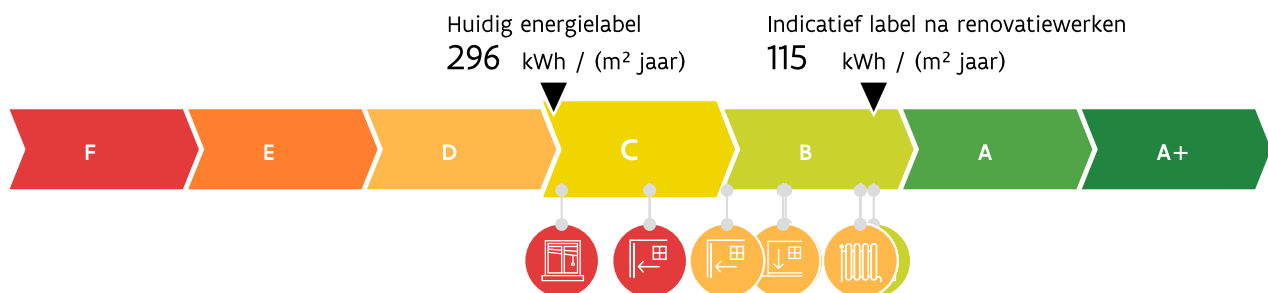 Huidig energielabel
296 kWh / (m² jaar)
Indicatief label na renovatiewerken
115 kWh / (m² jaar)
F
E
D
C
B
A
A+